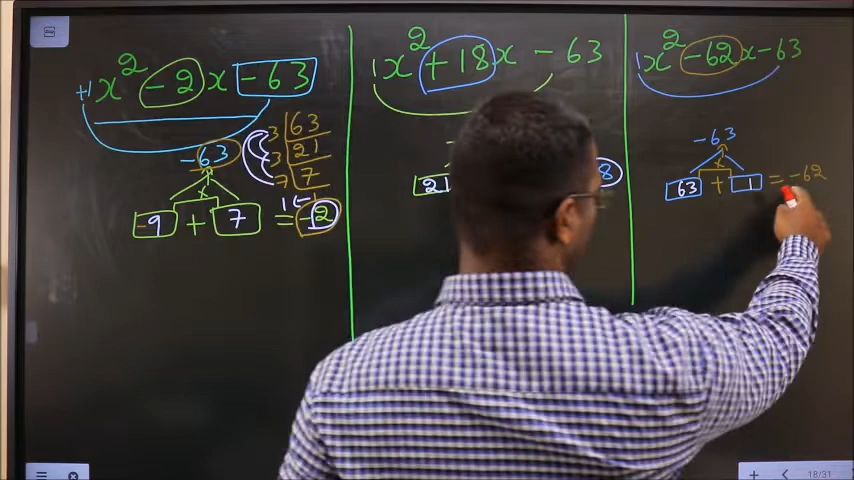 +1x² -2x -63
-63
x
-9 + 7 = -2
3 63
3 21
7 7
1
1x² +18x - 63
21
8
1x² -62x -63
-63
x
63 + 1 = -62
18/31